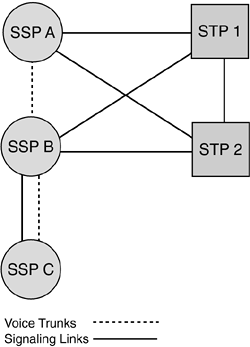 SSP A
STP 1
SSP B
STP 2
SSP C
Voice Trunks
Signaling Links